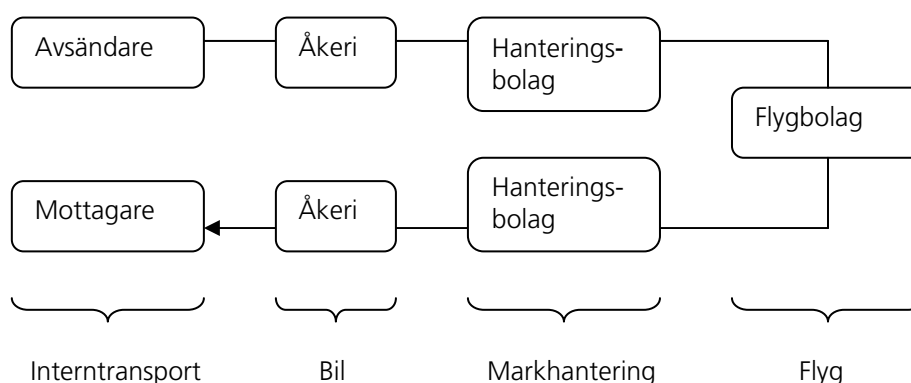 Avsändare
Åkeri
Hanterings-
bolag
Flygbolag
Mottagare
Åkeri
Hanterings-
bolag
Interntransport
Bil
Markhantering
Flyg